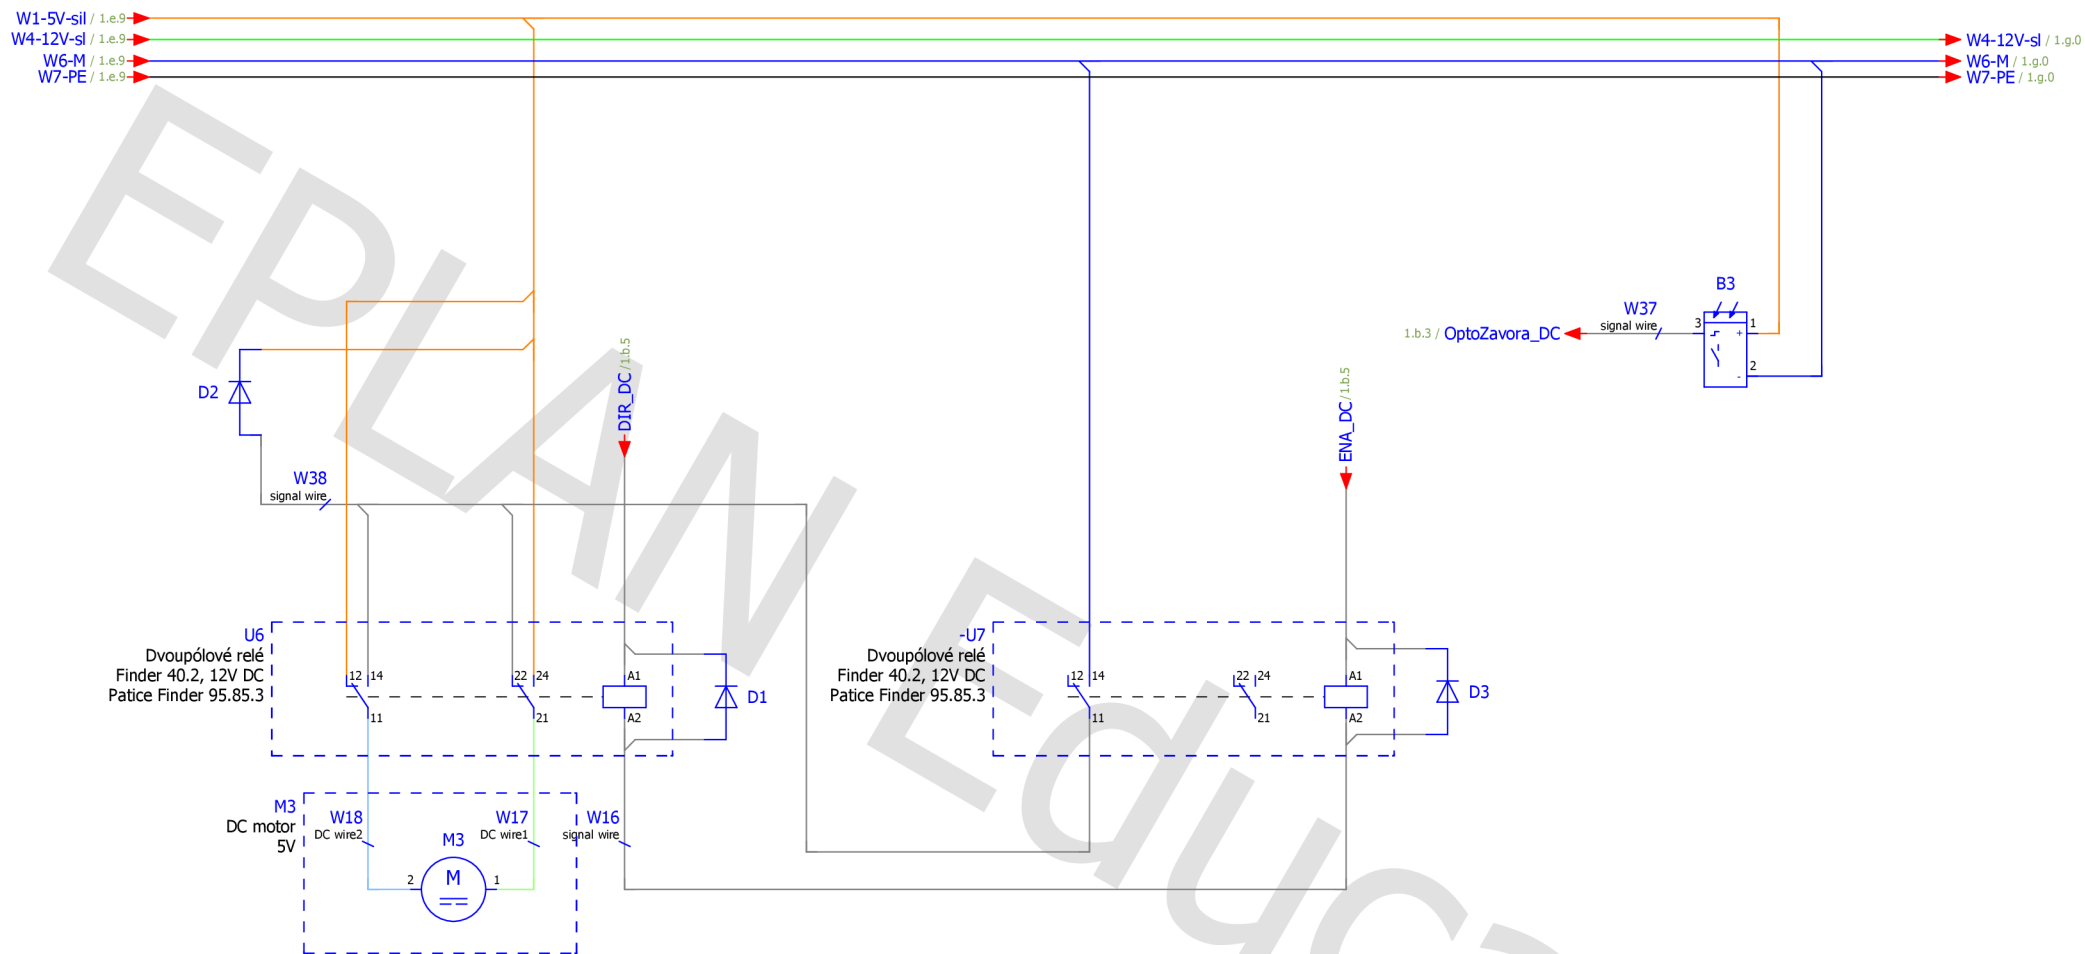 W1-5V-sil / 1.e.9
W4-12V-sl / 1.e.9
W6-M / 1.e.9
W7-PE / 1.e.9
W4-12V-sl / 1.g.0
W6-M / 1.g.0
W7-PE / 1.g.0
EPLAN Educa
B3
W37
signal wire
1.b.3 / OptoZavora_DC
3
1
+
2
-
D2
DIR_DC / 1.b.5
ENA_DC / 1.b.5
W38
signal wire
U6
Dvoupólové relé
Finder 40.2, 12V DC
Patice Finder 95.85.3
12 14
11
22 24
21
A1
A2
D1
-U7
Dvoupólové relé
Finder 40.2, 12V DC
Patice Finder 95.85.3
12 14
11
22 24
21
A1
A2
D3
M3
DC motor
5V
W18
DC wire2
W17
DC wire1
W16
signal wire
M3
M
2
1